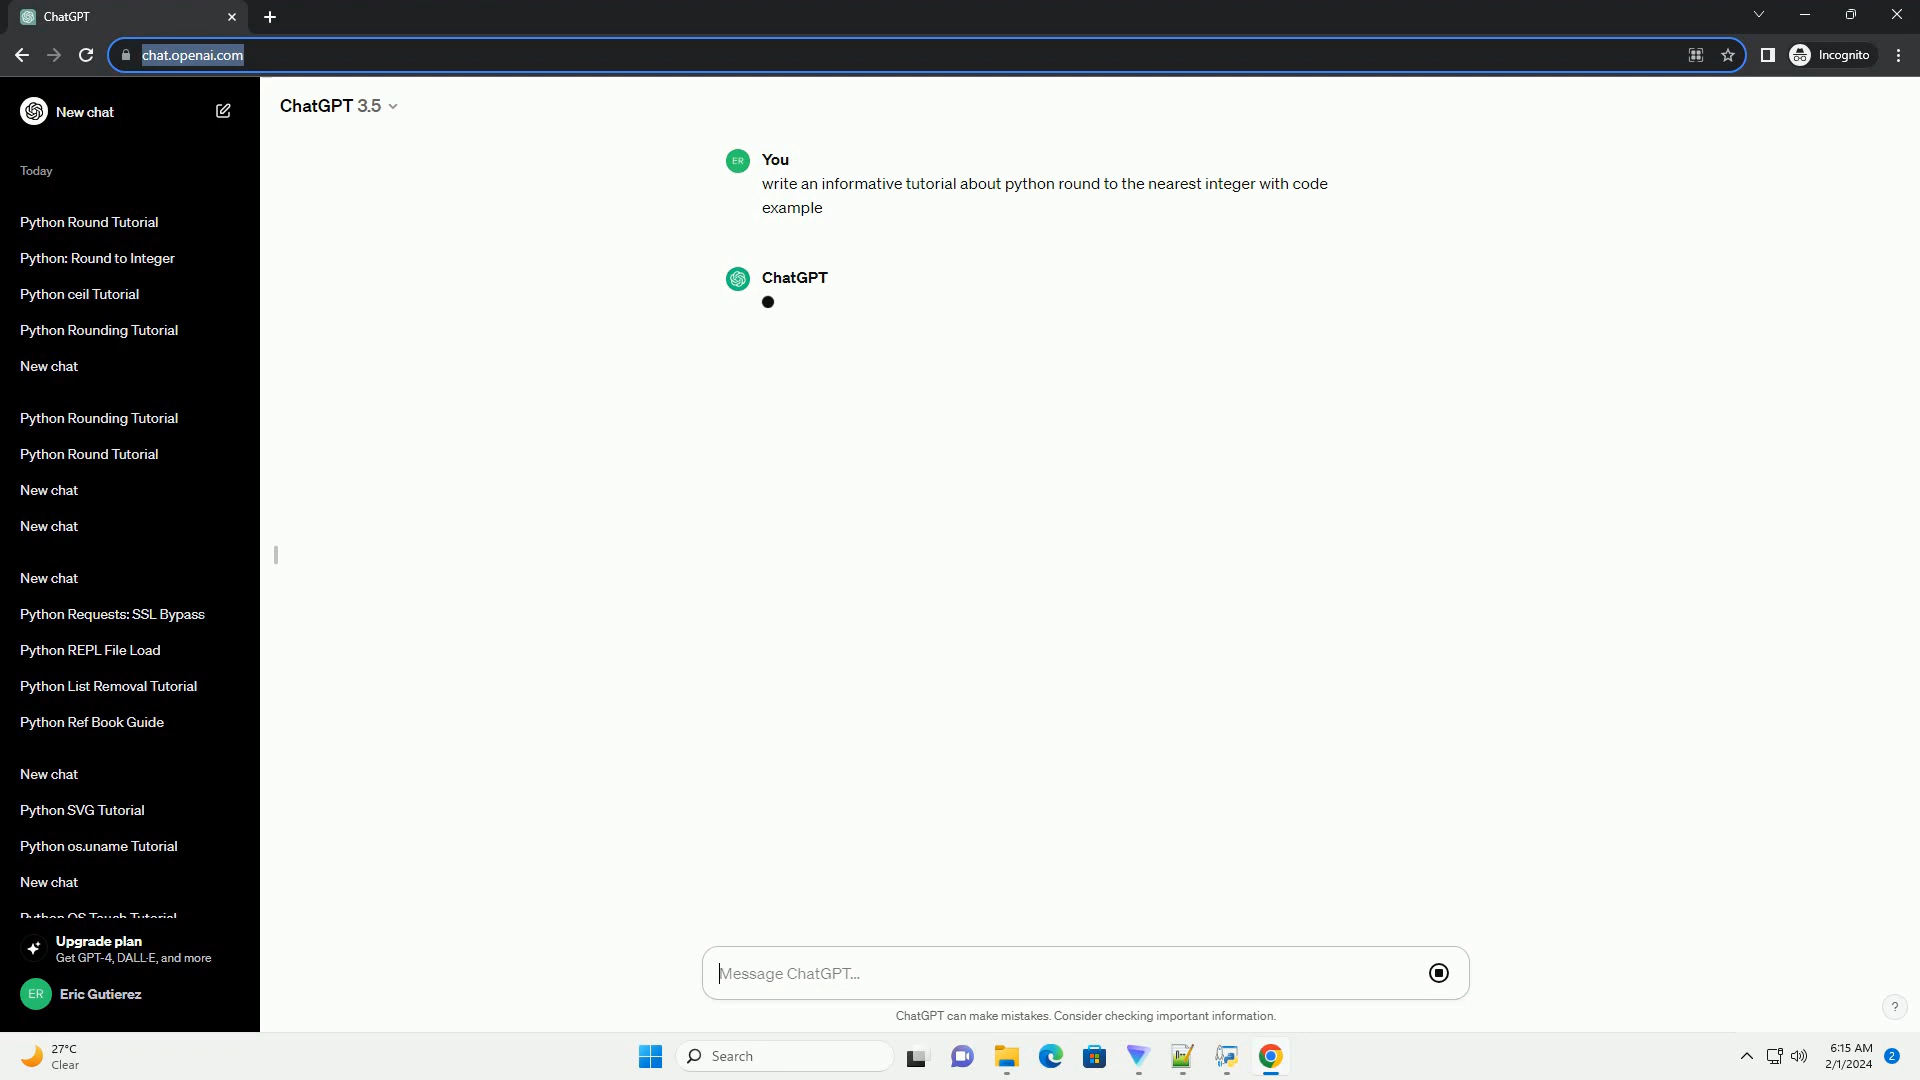 ChatGPT
chat.openai.com
Incognito
New chat
Today
Python Round Tutorial
Python: Round to Integer
Python ceil Tutorial
Python Rounding Tutorial
New chat
Python Rounding Tutorial
Python Round Tutorial
New chat
New chat
New chat
Python Requests: SSL Bypass
Python REPL File Load
Python List Removal Tutorial
Python Ref Book Guide
New chat
Python SVG Tutorial
Python os.uname Tutorial
New chat
Python OS Touch Tutorial
Upgrade plan
Get GPT-4, DALL·E, and more
ER
Eric Gutierez
ChatGPT 3.5
ER
You
write an informative tutorial about python round to the nearest integer with code
example
ChatGPT
Message ChatGPT...
ChatGPT can make mistakes. Consider checking important information.
?
27°C
Clear
Search
6:15 AM
2/1/2024
2